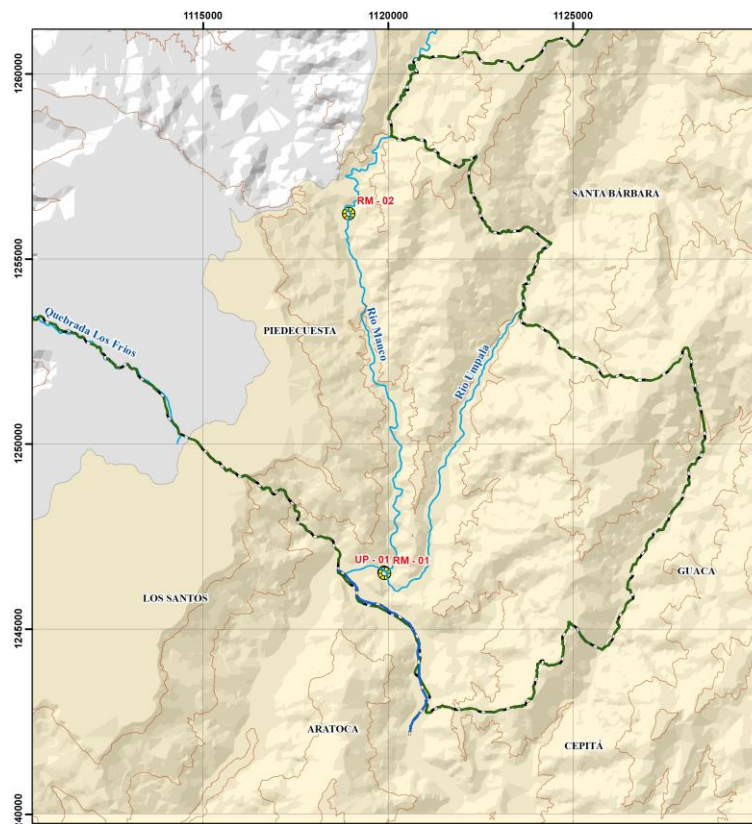 1115000
1120000
1125000
1260000
SANTA BÁRBARA
RM - 02
1255000
Quebrada Los Fríos
PIEDECUESTA
Río Manco
Río Umpala
1250000
UP - 01 RM - 01
GUACA
LOS SANTOS
1245000
ARATOCA
CEPITÁ